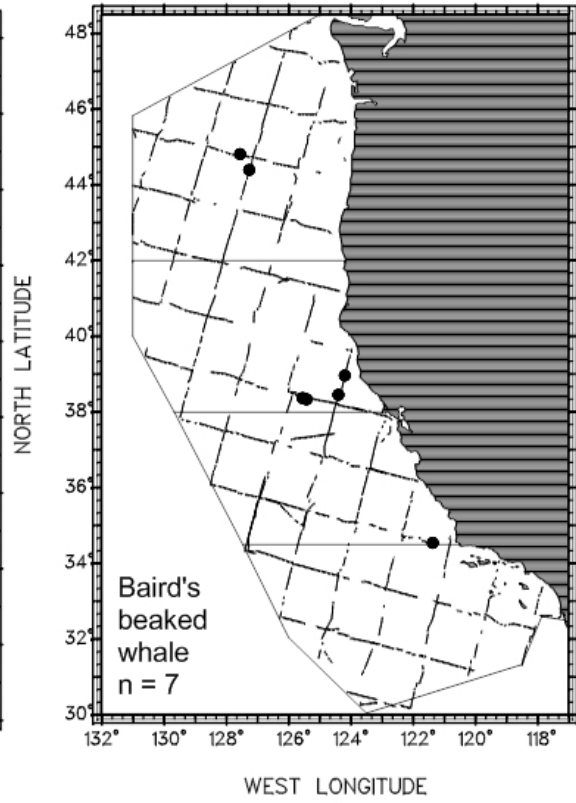 NORTH LATITUDE
48°
46°
44°
42°
40°
38°
36°
34°
32°
30°
Baird's
beaked
whale
n = 7
132° 130° 128° 126° 124° 122° 120° 118°
WEST LONGITUDE